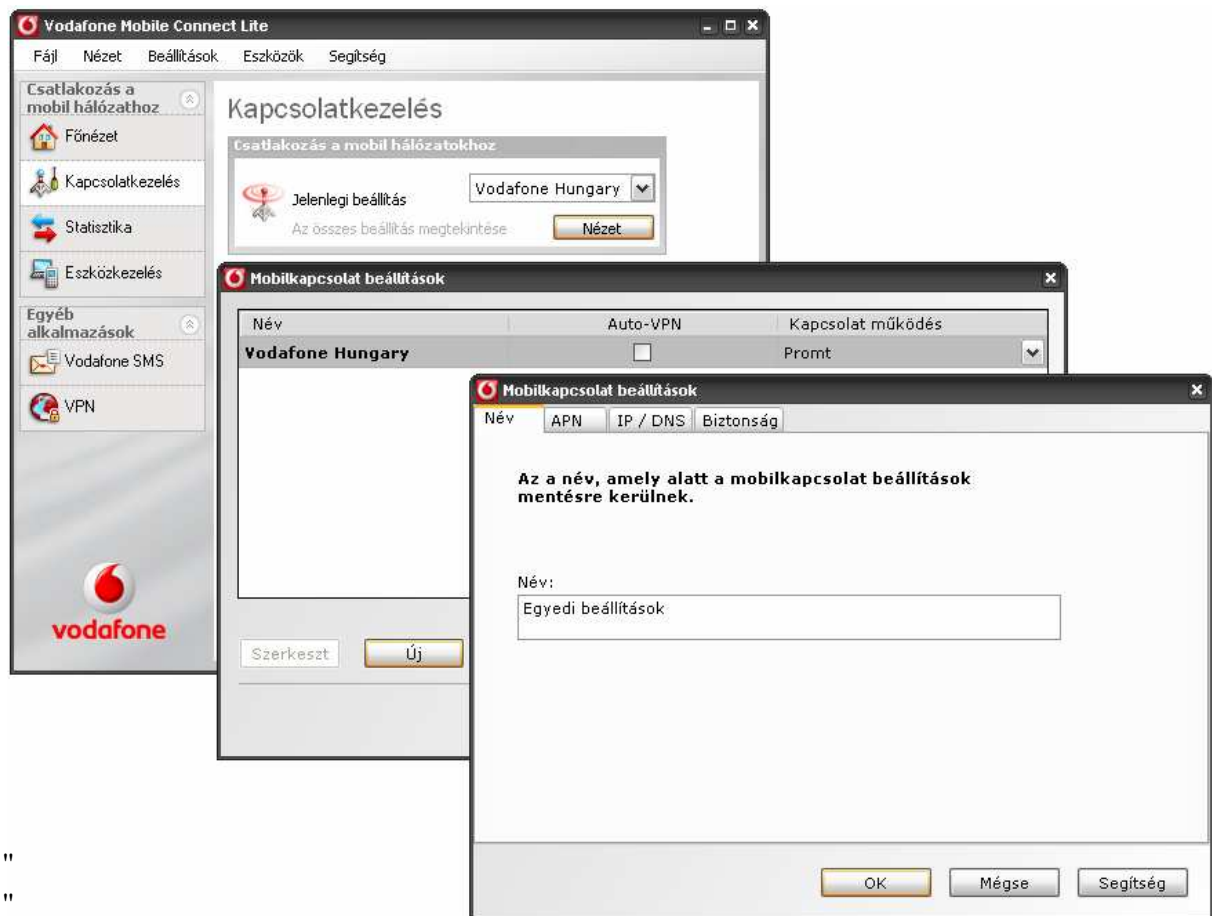 Vodafone Mobile Connect Lite
Fájl Nézet Beállítások Eszközök Segítség
Csatlakozás a
mobil hálózathoz
Főnézet
Kapcsolatkezelés
Statisztika
Eszközkezelés
Egyéb
alkalmazások
Vodafone SMS
VPN
vodafone
Kapcsolatkezelés
Csatlakozás a mobil hálózatokhoz
Jelenlegi beállítás
Vodafone Hungary
Az összes beállítás megtekintése
Nézet
Mobilkapcsolat beállítások
Név Auto-VPN Kapcsolat működés
Vodafone Hungary Promt
Szerkeszt Új
Mobilkapcsolat beállítások
Név APN IP / DNS Biztonság
Az a név, amely alatt a mobilkapcsolat beállítások
mentésre kerülnek.
Név:
Egyedi beállítások
OK Mégse Segítség
"
"